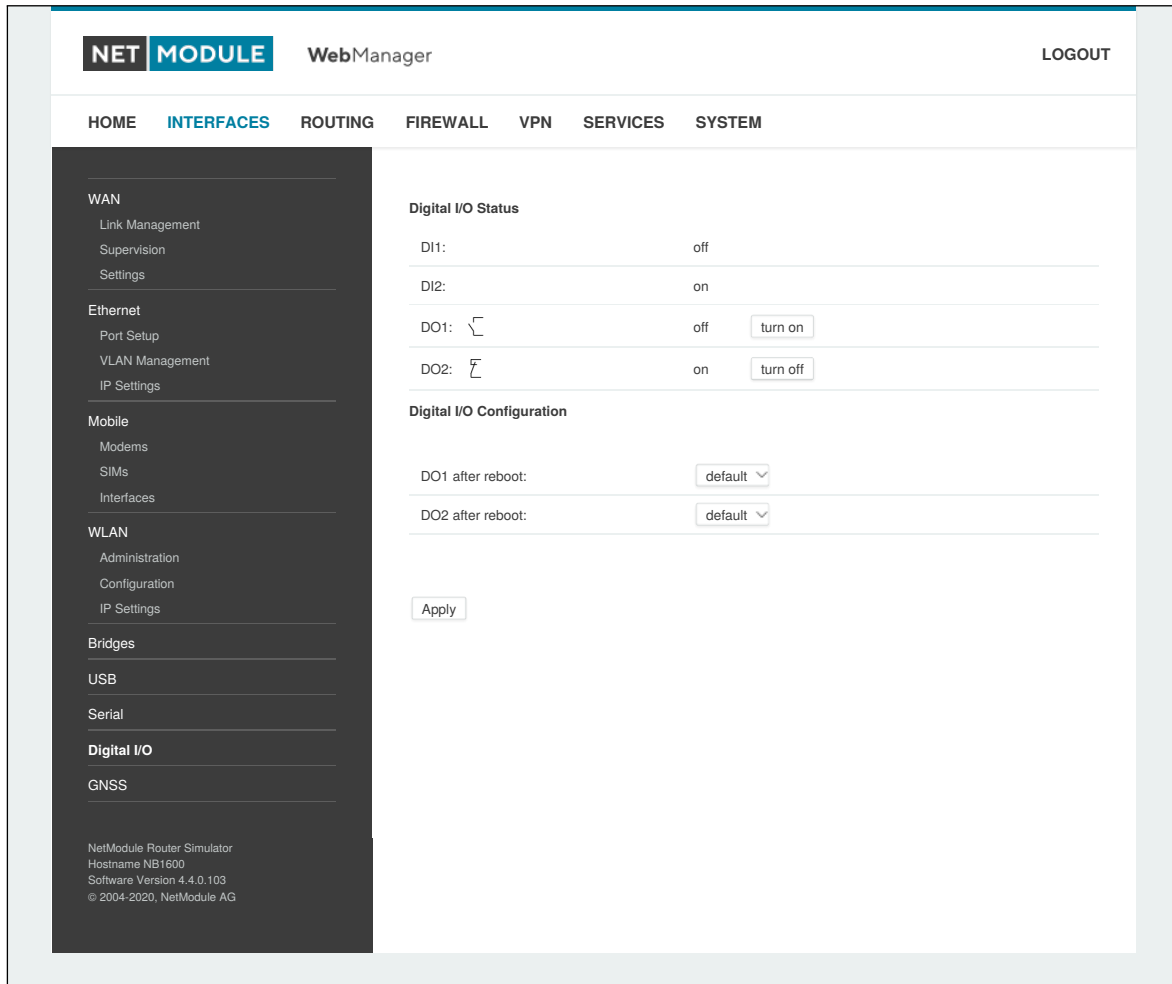 NET MODULE WebManager LOGOUT
HOME INTERFACES ROUTING FIREWALL VPN SERVICES SYSTEM
WAN
Link Management
Supervision
Settings
Ethernet
Port Setup
VLAN Management
IP Settings
Mobile
Modems
SIMs
Interfaces
WLAN
Administration
Configuration
IP Settings
Bridges
USB
Serial
Digital I/O
GNSS
NetModule Router Simulator
Hostname NB1600
Software Version 4.4.0.103
© 2004-2020, NetModule AG
Digital I/O Status
DI1: off
DI2: on
DO1: off turn on
DO2: on turn off
Digital I/O Configuration
DO1 after reboot: default
DO2 after reboot: default
Apply